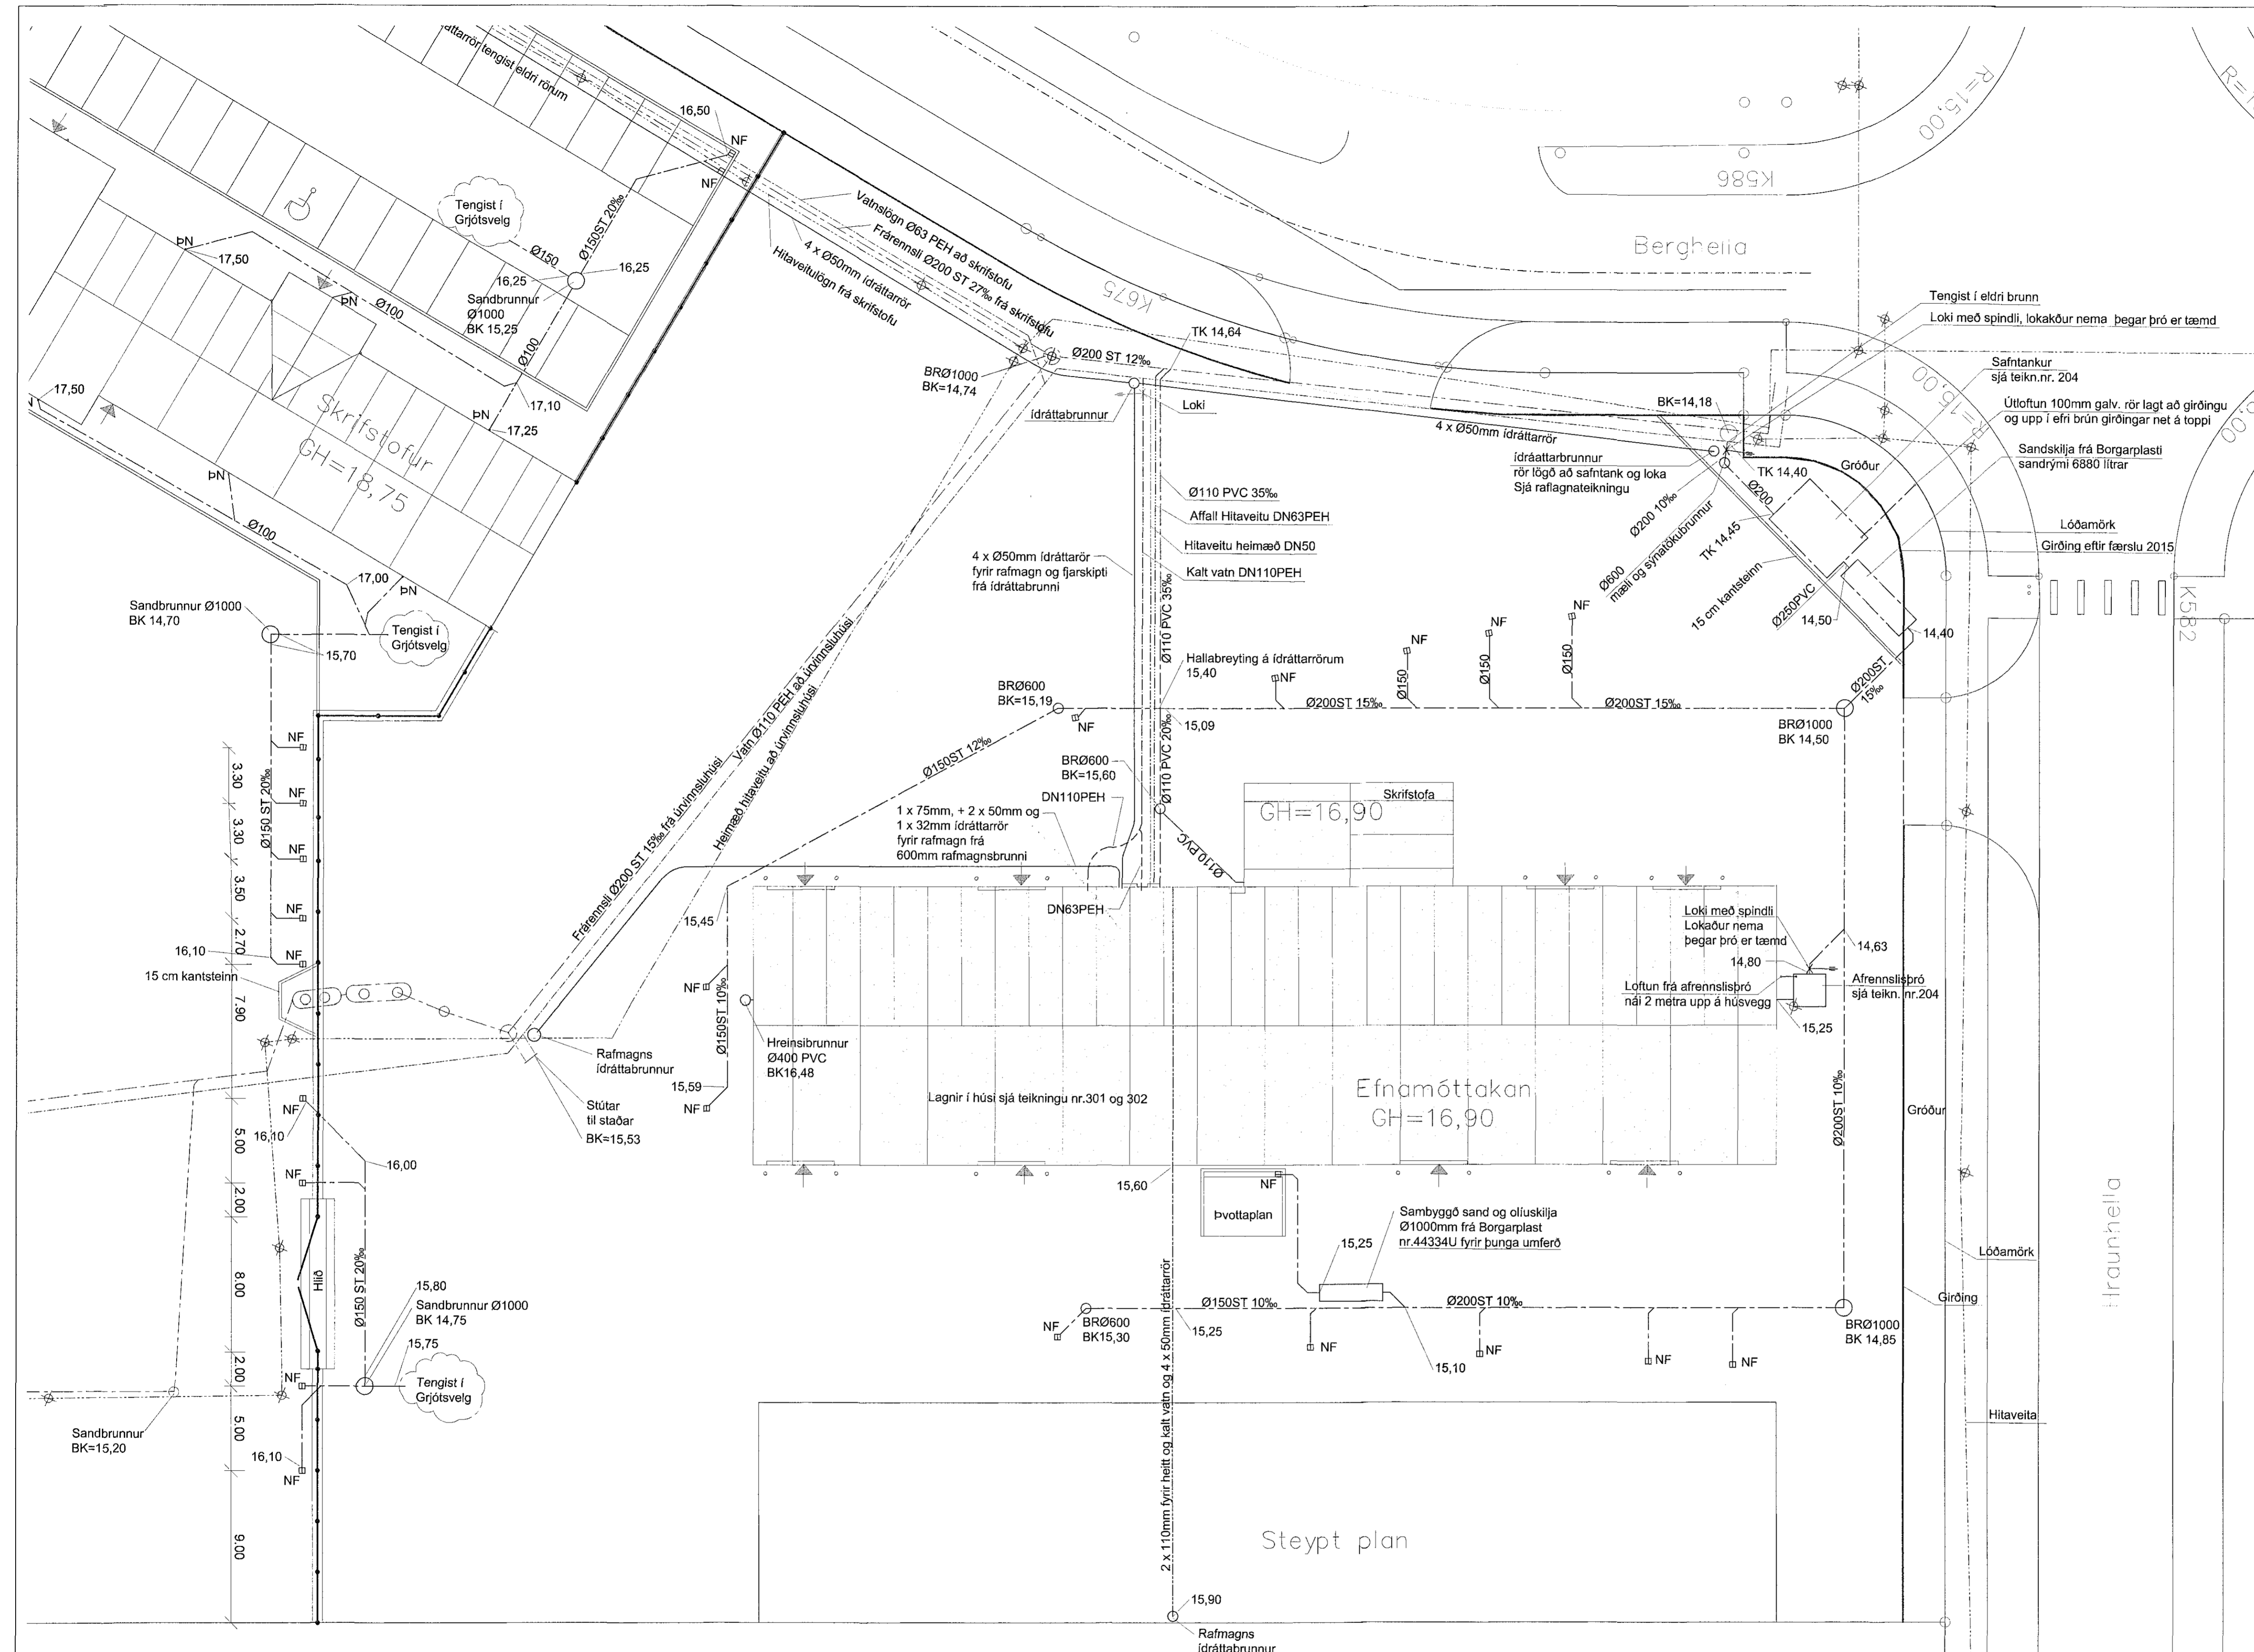 attarrör tengist eldri rörum
16,50
NF
NF
Tengist í
Grjótsvelg
Ø150ST 20‰
Ø150
16,25
16,25
Sandbrunnur
Ø1000
BK 15,25
Ø100
ÞN
17,50
ÞN
Ø100
17,50
17,10
ÞN
17,25
Skrifstofur
GH=18,75
ÞN
Ø100
17,00
ÞN
Sandbrunnur Ø1000
BK 14,70
15,70
Tengist í
Grjótsvelg
Vatnslögn Ø63 PEH að skrifstofu
Frárennsli Ø200 ST 27‰ frá skrifstofu
4 x Ø50mm ídráttarrör
Hitaveitulögn frá skrifstofu
K675
K586
R=15,00
Berghella
TK 14,64
Ø200 ST 12‰
BRØ1000
BK=14,74
ídráttabrunnur
Loki
4 x Ø50mm ídráttarrör
BK=14,18
Tengist í eldri brunn
Loki með spindli, lokakður nema þegar þró er tæmd
Safntankur
sjá teikn.nr. 204
R=15,00
Útloftun 100mm galv. rör lagt að girðingu
og upp í efri brún girðingar net á toppi
Sandskilja frá Borgarplasti
sandrými 6880 lítrar
ídráattarbrunnur
rör lögð að safntank og loka
Sjá raflagnateikningu
TK 14,40
Gróður
Ø200
Ø200 10‰
TK 14,45
Ø600
mæli og sýnatökubrunnur
15 cm kantsteinn
Ø250PVC
14,50
14,40
Lóðamörk
Girðing eftir færslu 2015
K582
Ø110 PVC 35‰
Affall Hitaveitu DN63PEH
Hitaveitu heimæð DN50
Kalt vatn DN110PEH
4 x Ø50mm ídráttarör
fyrir rafmagn og fjarskipti
frá ídráttabrunni
Ø110 PVC 35‰
Hallabreyting á ídráttarrörum
15,40
NF
NF
Ø150
NF
Ø150
NF
Ø150
Ø200ST 15‰
Ø200ST 15‰
Ø200ST
15‰
BRØ1000
BK 14,50
BRØ600
BK=15,19
NF
15,09
Ø110 PVC 20‰
BRØ600
BK=15,60
DN110PEH
Ø150ST 12‰
Frárennsli Ø200 ST 15‰ frá úrvinnsluhúsi
Vatn Ø110 PEH að úrvinnsluhúsi
Heimæð hitaveitu að úrvinnsluhúsi
1 x 75mm, + 2 x 50mm og
1 x 32mm ídráttarrör
fyrir rafmagn frá
600mm rafmagnsbrunni
Ø110 PVC
Skrifstofa
GH=16,90
DN63PEH
15,45
NF
Ø150ST 10‰
Hreinsibrunnur
Ø400 PVC
BK16,48
15,59
NF
Lagnir í húsi sjá teikningu nr.301 og 302
Efnamóttakan
GH=16,90
Loki með spindli
Lokaður nema
þegar þró er tæmd
14,80
14,63
Loftun frá afrennslisþró
nái 2 metra upp á húsvegg
Afrennslisþró
sjá teikn. nr.204
15,25
Ø200ST 10‰
Gróður
NF
NF
NF
NF
NF
3.30
3.30
3.50
2.70
7.90
5.00
2.00
8.00
2.00
5.00
9.00
Ø150 ST 20‰
16,10
15 cm kantsteinn
Rafmagns
ídráttabrunnur
Stútar
til staðar
BK=15,53
NF
16,10
16,00
NF
Hlið
Ø150 ST 20‰
15,80
Sandbrunnur Ø1000
BK 14,75
15,75
Tengist í
Grjótsvelg
NF
16,10
NF
Sandbrunnur
BK=15,20
15,60
NF
Þvottaplan
Sambyggð sand og olíuskilja
Ø1000mm frá Borgarplast
nr.44334U fyrir þunga umferð
15,25
2 x 110mm fyrir heitt og kalt vatn og 4 x 50mm ídráttarrör
Ø150ST 10‰
Ø200ST 10‰
NF
BRØ600
BK15,30
15,25
NF
15,10
NF
NF
NF
BRØ1000
BK 14,85
Lóðamörk
Girðing
Hraunhella
Hitaveita
Steypt plan
15,90
Rafmagns
ídráttabrunnur